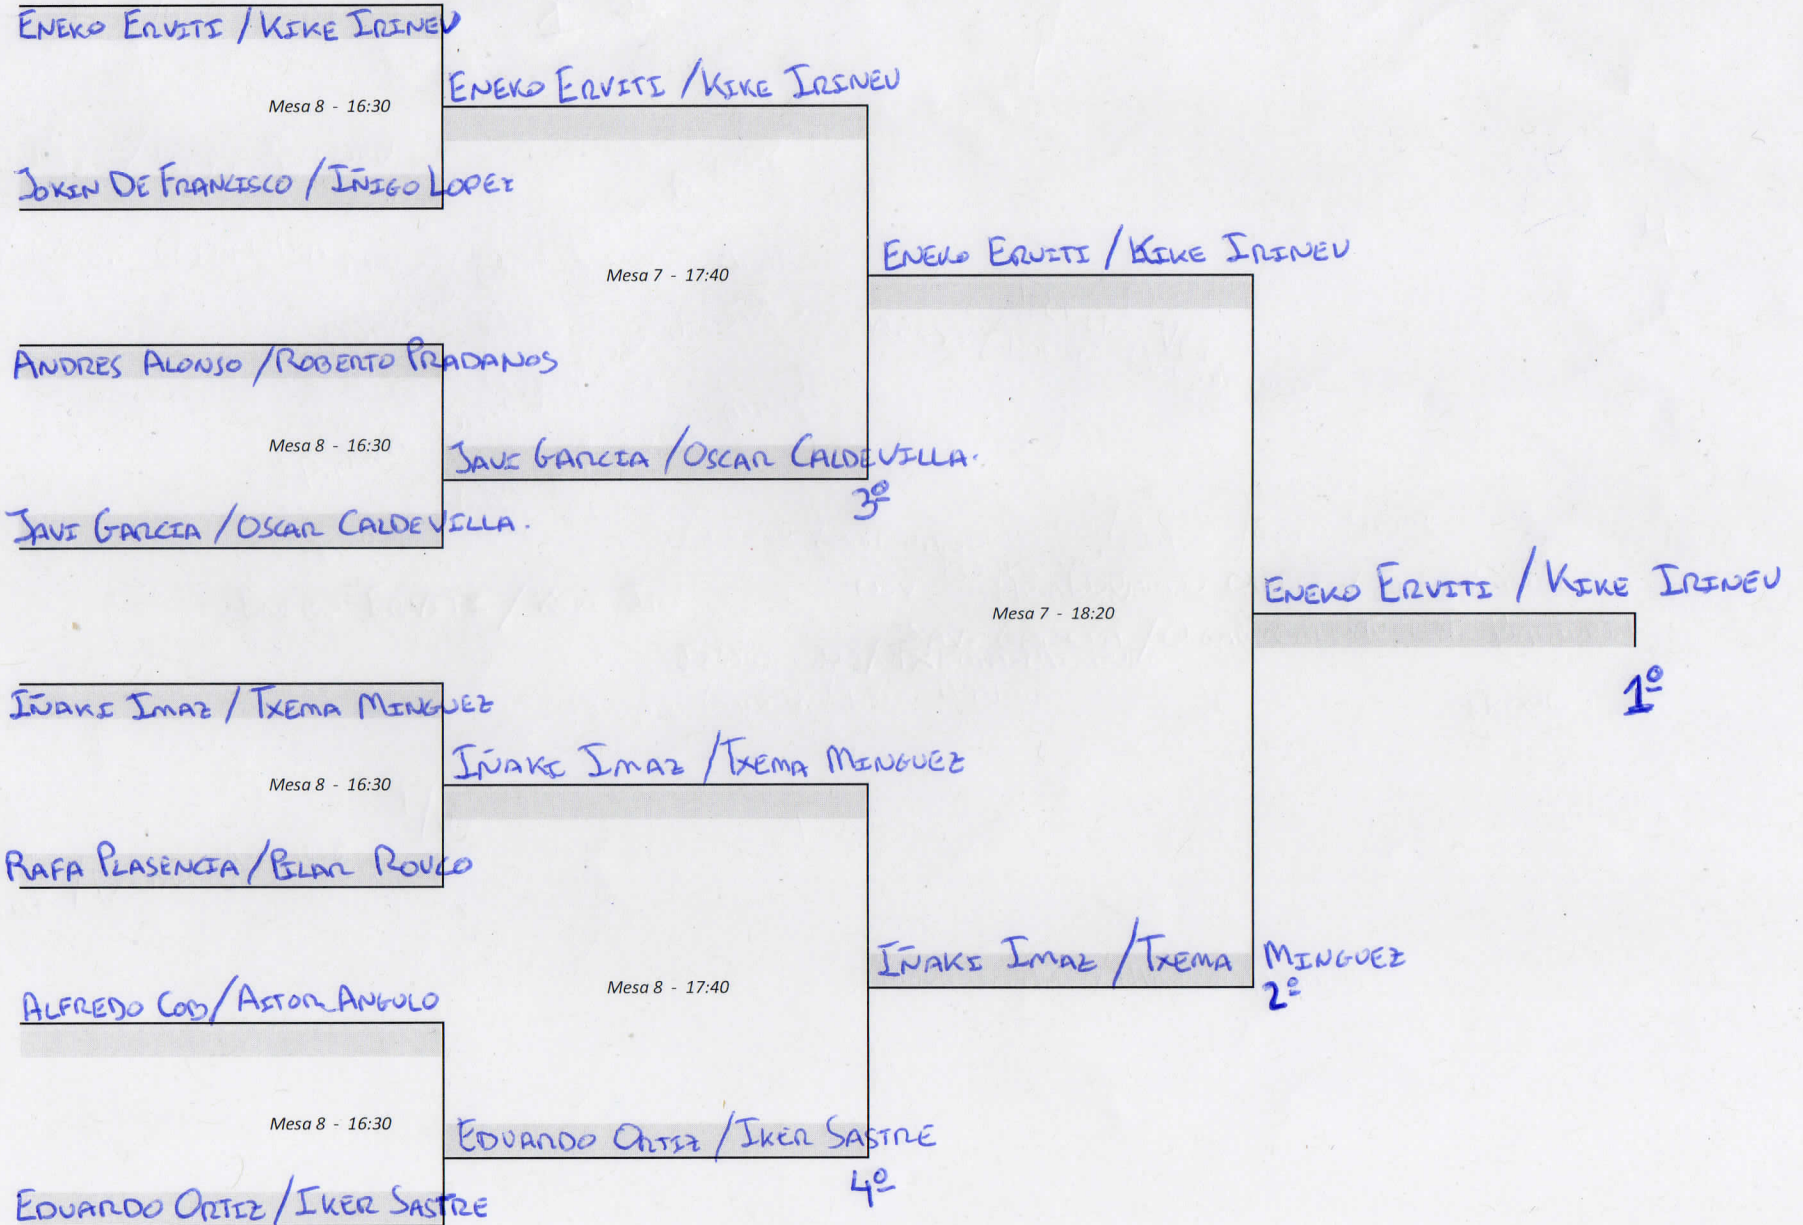 ENEKO ERVITI / KIKE IRINEU
Mesa 8 - 16:30
ENEKO ERVITI / KIKE IRINEU
JOKIN DE FRANCISCO / IÑIGO LOPEZ
Mesa 7 - 17:40
ENEKO ERVITI / KIKE IRINEU
ANDRES ALONSO / ROBERTO PRADANOS
Mesa 8 - 16:30
JAVI GARCIA / OSCAR CALDEVILLA.
3º
JAVI GARCIA / OSCAR CALDEVILLA.
Mesa 7 - 18:20
ENEKO ERVITI / KIKE IRINEU
1º
IÑAKI IMAZ / TXEMA MINGUEZ
Mesa 8 - 16:30
IÑAKI IMAZ / TXEMA MINGUEZ
RAFA PLASENCIA / PILAR ROUCO
Mesa 8 - 17:40
IÑAKI IMAZ / TXEMA MINGUEZ
2º
ALFREDO COB / AITOR ANGULO
Mesa 8 - 16:30
EDUARDO ORTIZ / IKER SASTRE
4º
EDUARDO ORTIZ / IKER SASTRE